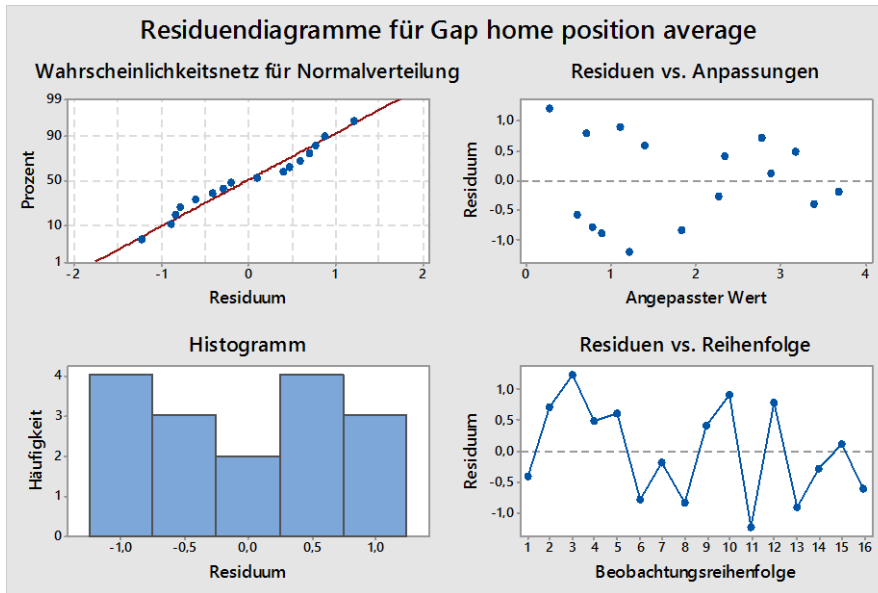 Residuendiagramme für Gap home position average
Wahrscheinlichkeitsnetz für Normalverteilung
99
90
50
10
1
Prozent
-2
-1
0
1
2
Residuum
Residuen vs. Anpassungen
1,0
0,5
0,0
-0,5
-1,0
Residuum
0
1
2
3
4
Angepasster Wert
Histogramm
4
3
2
1
0
Häufigkeit
-1,0
-0,5
0,0
0,5
1,0
Residuum
Residuen vs. Reihenfolge
1,0
0,5
0,0
-0,5
-1,0
Residuum
1 2 3 4 5 6 7 8 9 10 11 12 13 14 15 16
Beobachtungsreihenfolge